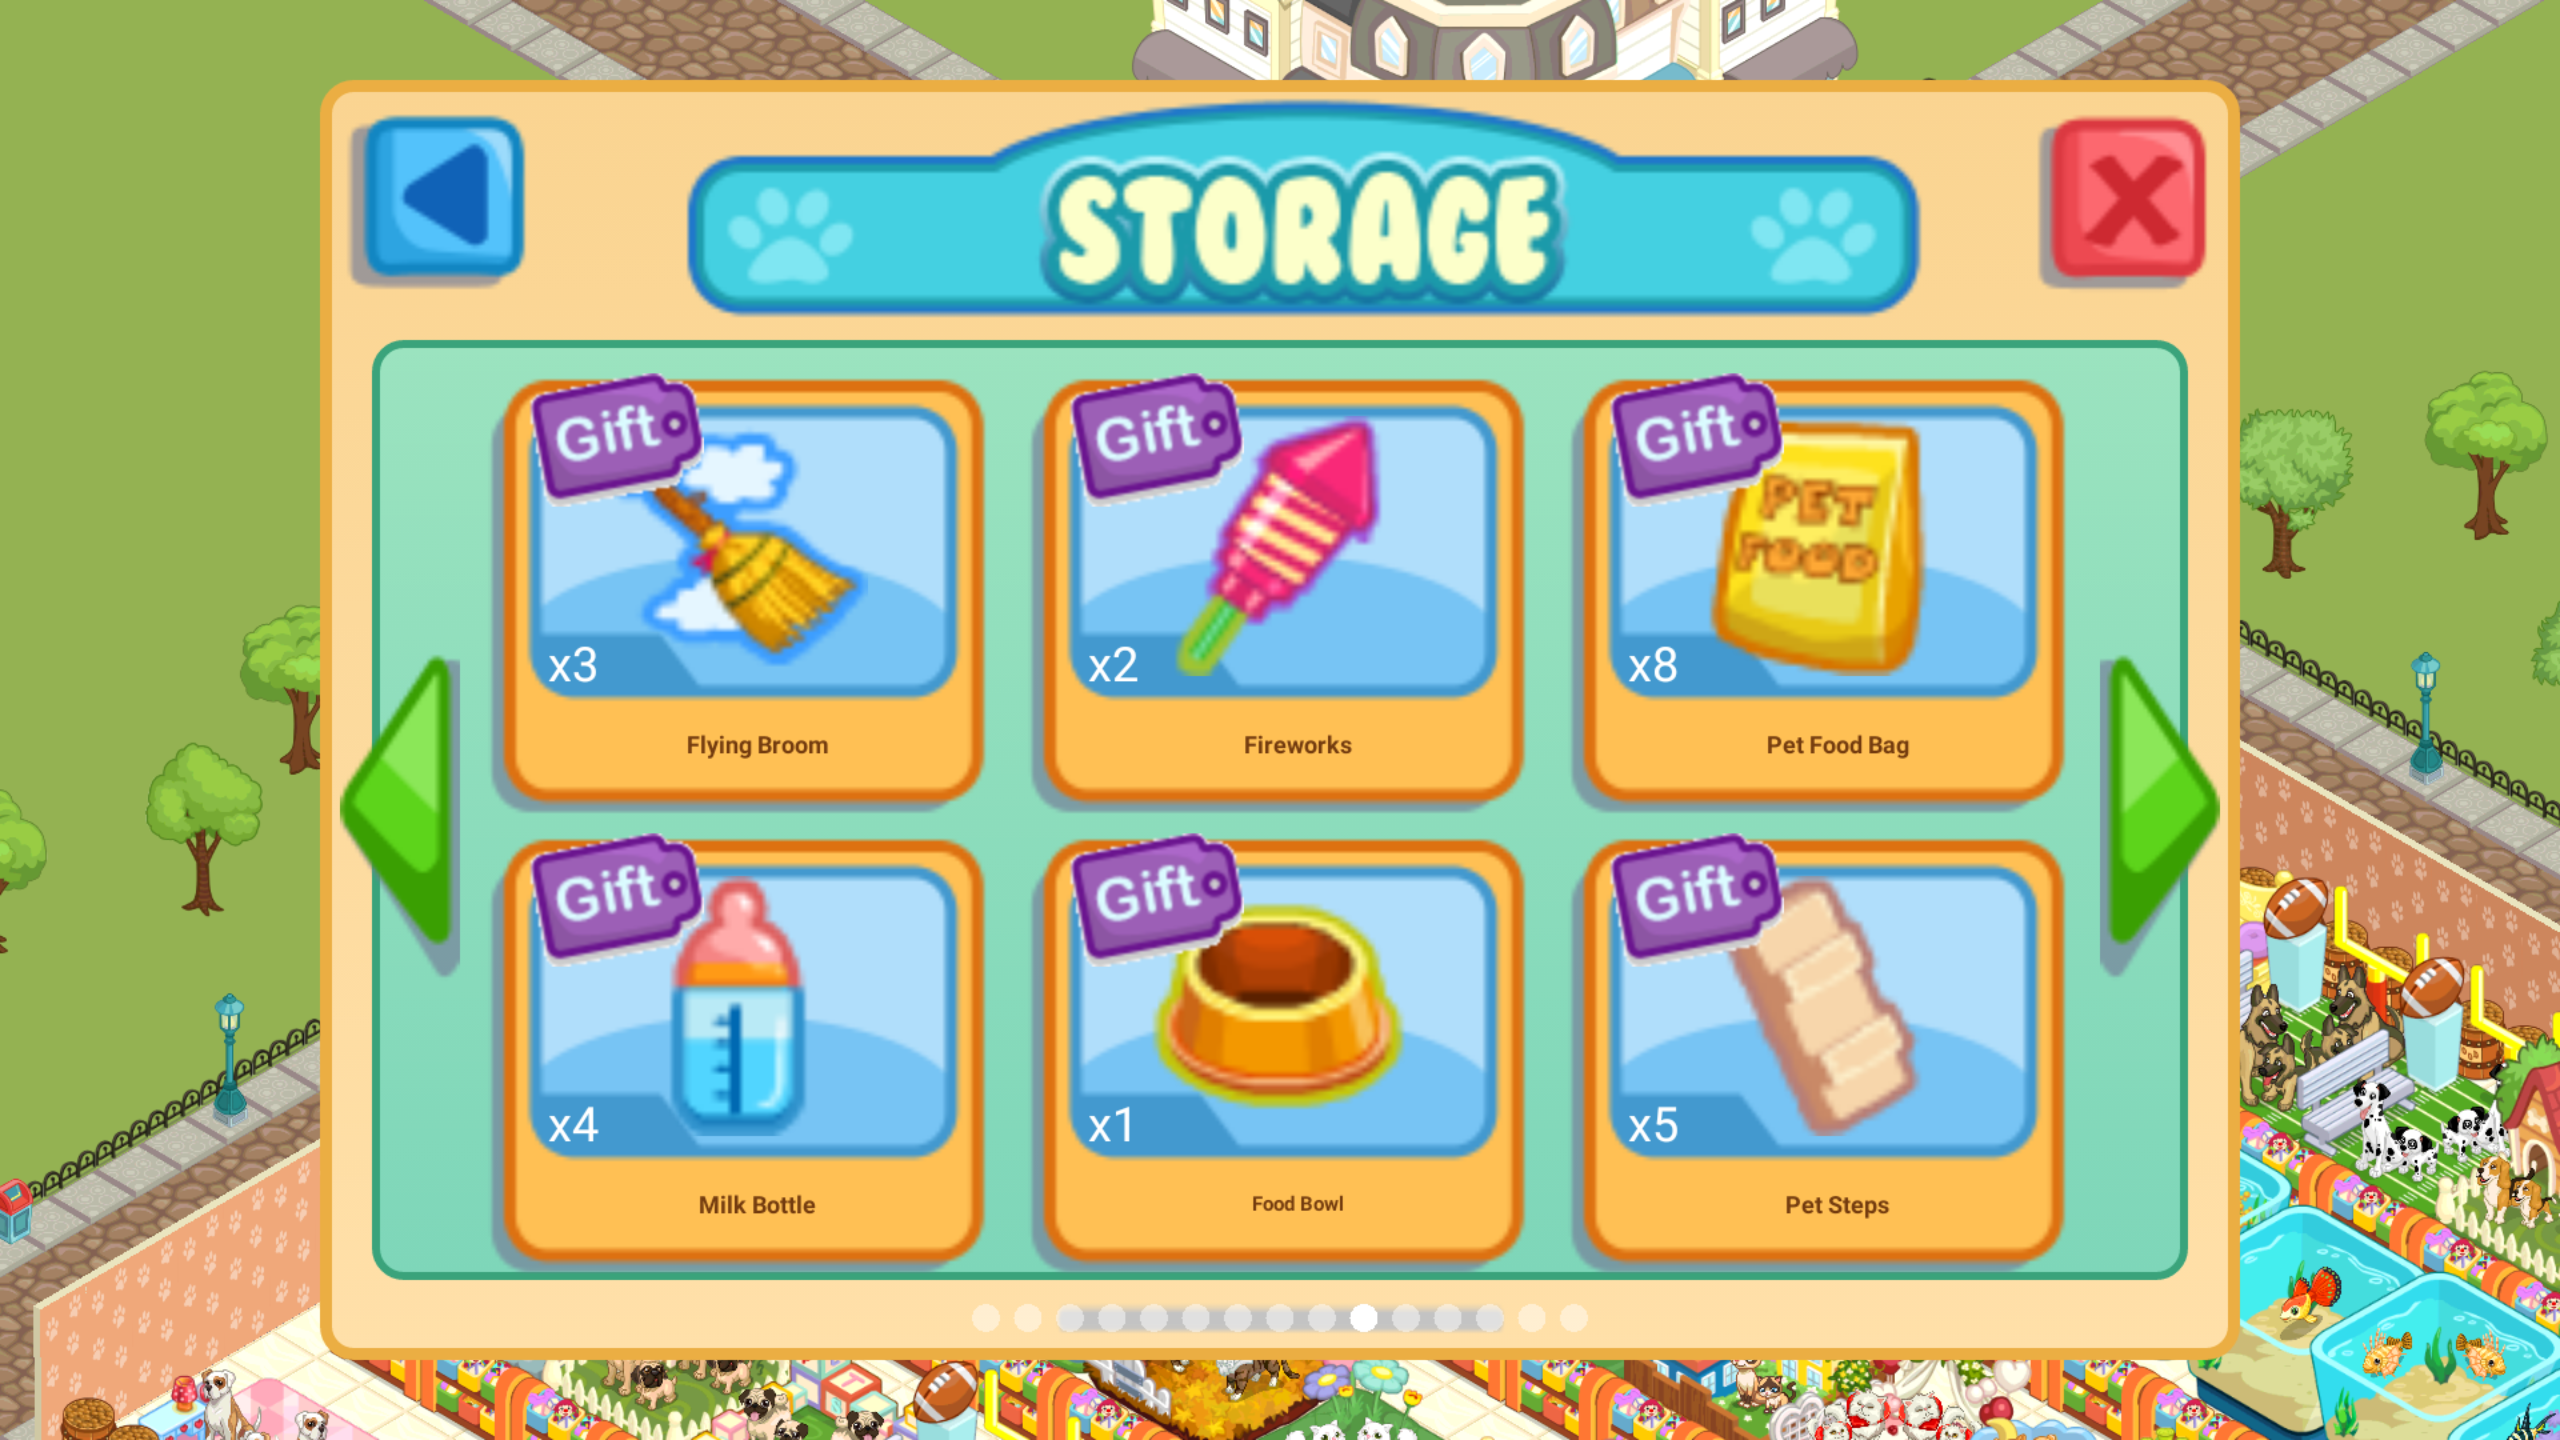 STORAGE
Gift
x3
Flying Broom
Gift
x2
Fireworks
Gift
PET
FOOD
x8
Pet Food Bag
Gift
x4
Milk Bottle
Gift
x1
Food Bowl
Gift
x5
Pet Steps